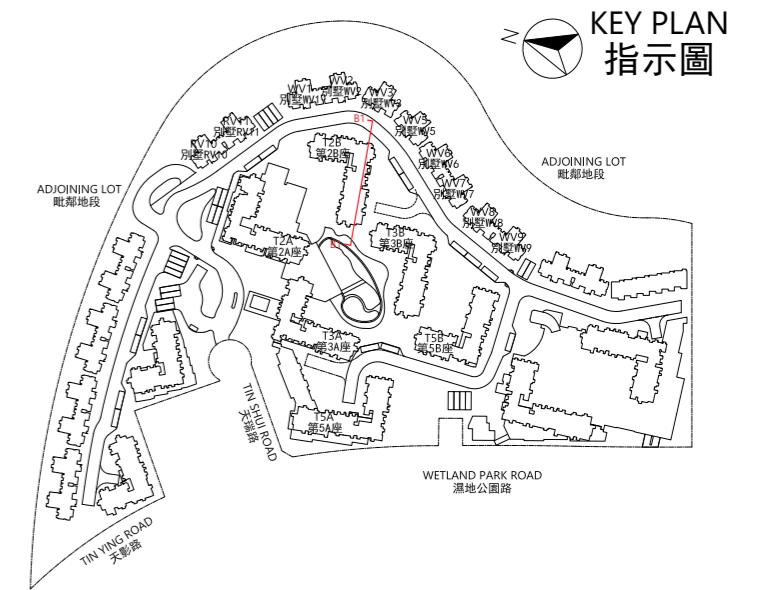 KEY PLAN
指示圖
N
WV1
別墅WV1
WV2
別墅WV2
WV3
別墅WV3
WV5
別墅WV5
WV6
別墅WV6
WV7
別墅WV7
WV8
別墅WV8
WV9
別墅WV9
RV11
別墅RV11
RV10
別墅RV10
B1
T2B
第2B座
ADJOINING LOT
毗鄰地段
ADJOINING LOT
毗鄰地段
T2A
第2A座
T3B
第3B座
T3A
第3A座
T5B
第5B座
T5A
第5A座
TIN SHUI ROAD
天瑞路
WETLAND PARK ROAD
濕地公園路
TIN YING ROAD
天影路